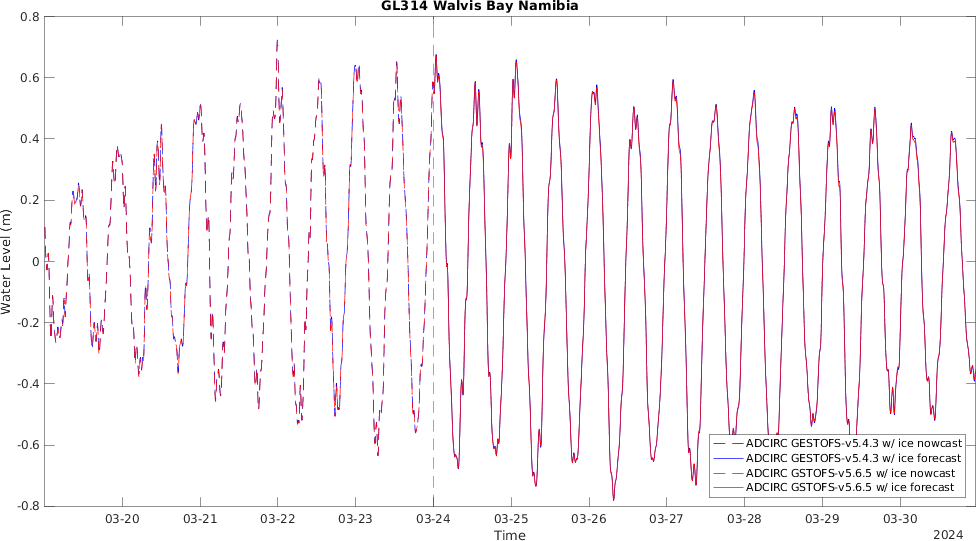 GL314 Walvis Bay Namibia
0.8
0.6
0.4
0.2
0
-0.2
-0.4
-0.6
-0.8
Water Level (m)
ADCIRC GESTOFS-v5.4.3 w/ ice nowcast
ADCIRC GESTOFS-v5.4.3 w/ ice forecast
ADCIRC GSTOFS-v5.6.5 w/ ice nowcast
ADCIRC GSTOFS-v5.6.5 w/ ice forecast
03-20 03-21 03-22 03-23 03-24 03-25 03-26 03-27 03-28 03-29 03-30
Time
2024